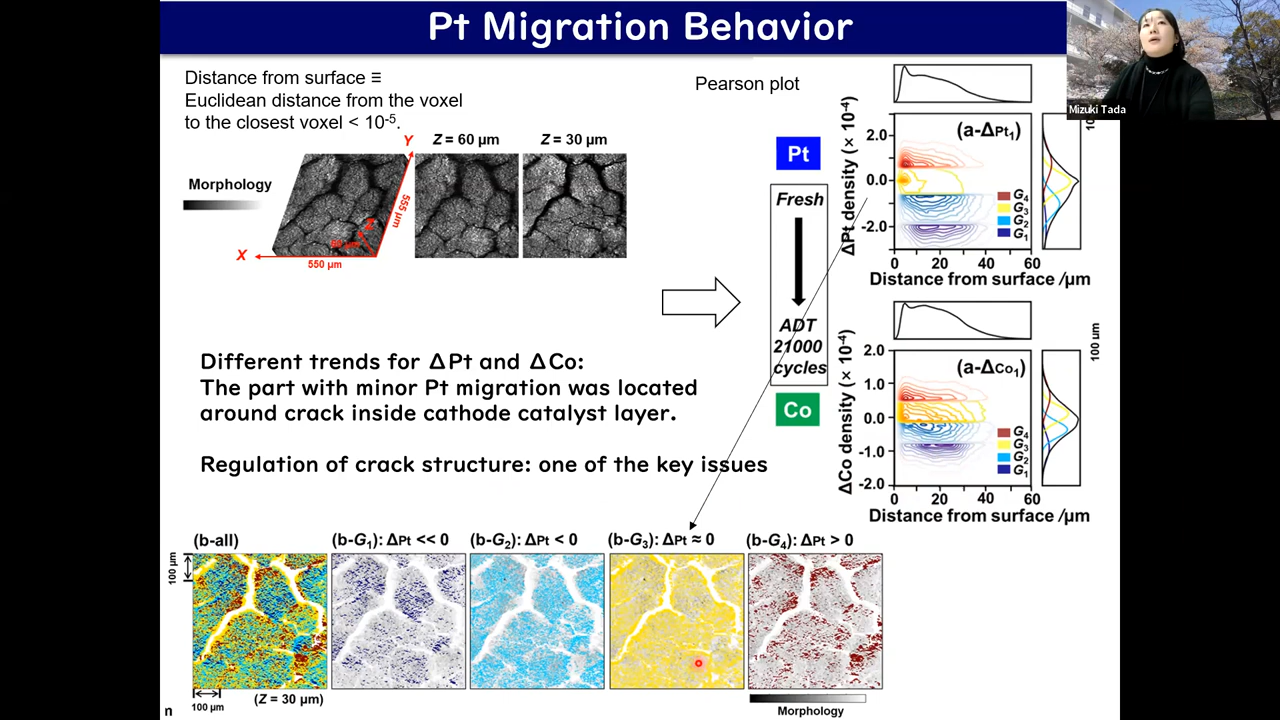 Pt Migration Behavior
Mizuki Tada
Distance from surface ≡
Euclidean distance from the voxel
to the closest voxel < 10⁻⁵.
Morphology
Y
Z
X
555 µm
550 µm
Z = 60 µm
Z = 30 µm
Pearson plot
Pt
Fresh
ADT
21000
cycles
Co
ΔPt density (× 10⁻⁴)
2.0
0.0
-2.0
(a-ΔPt₁)
G₄
G₃
G₂
G₁
0 20 40 60
Distance from surface /µm
ΔCo density (× 10⁻⁴)
2.0
1.0
0.0
-1.0
-2.0
(a-ΔCo₁)
G₄
G₃
G₂
G₁
0 20 40 60
Distance from surface /µm
100 µm
Different trends for ΔPt and ΔCo:
The part with minor Pt migration was located
around crack inside cathode catalyst layer.
Regulation of crack structure: one of the key issues
(b-all)
(b-G₁): ΔPt << 0
(b-G₂): ΔPt < 0
(b-G₃): ΔPt ≈ 0
(b-G₄): ΔPt > 0
100 µm
100 µm
(Z = 30 µm)
Morphology
n